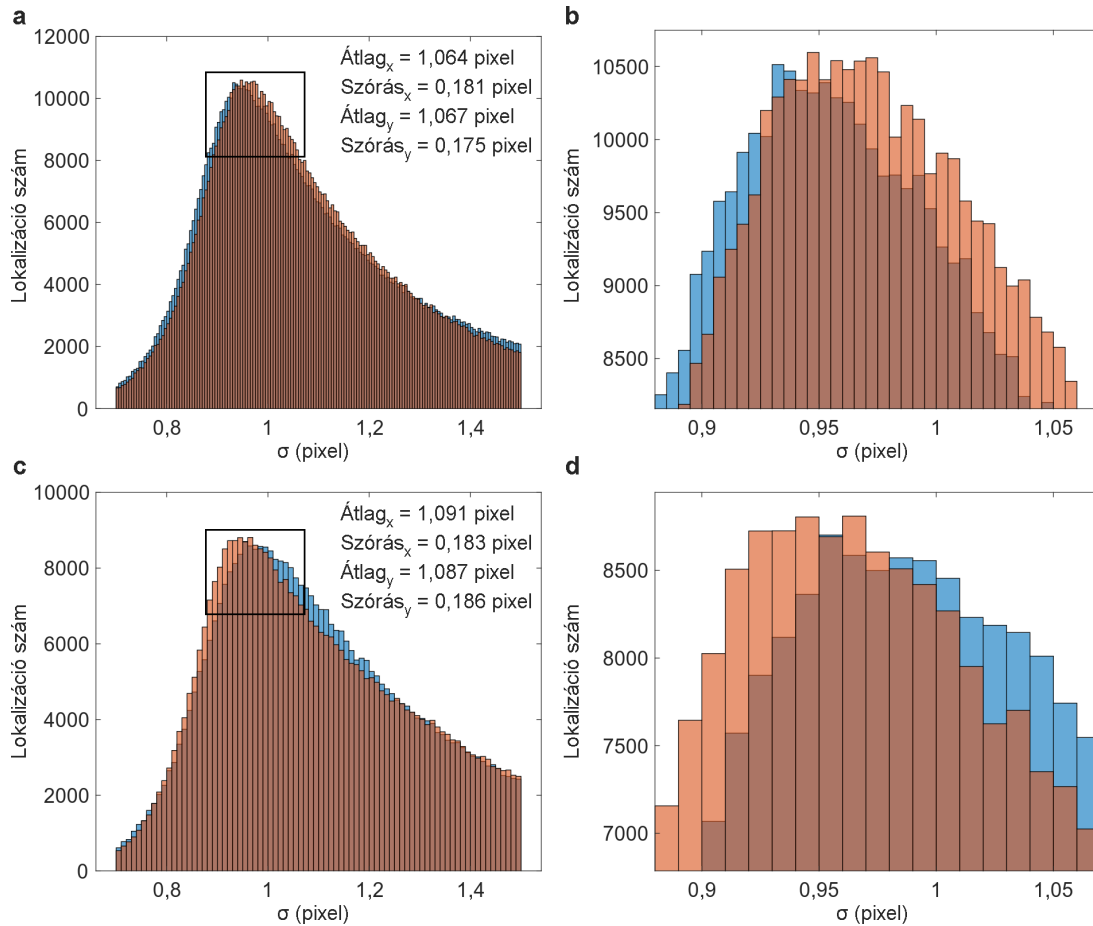 a
12000
10000
8000
6000
4000
2000
0
Lokalizáció szám
Átlagx = 1,064 pixel
Szórásx = 0,181 pixel
Átlagy = 1,067 pixel
Szórásy = 0,175 pixel
0,8 1 1,2 1,4
σ (pixel)
b
10500
10000
9500
9000
8500
Lokalizáció szám
0,9 0,95 1 1,05
σ (pixel)
c
10000
8000
6000
4000
2000
0
Lokalizáció szám
Átlagx = 1,091 pixel
Szórásx = 0,183 pixel
Átlagy = 1,087 pixel
Szórásy = 0,186 pixel
0,8 1 1,2 1,4
σ (pixel)
d
8500
8000
7500
7000
Lokalizáció szám
0,9 0,95 1 1,05
σ (pixel)